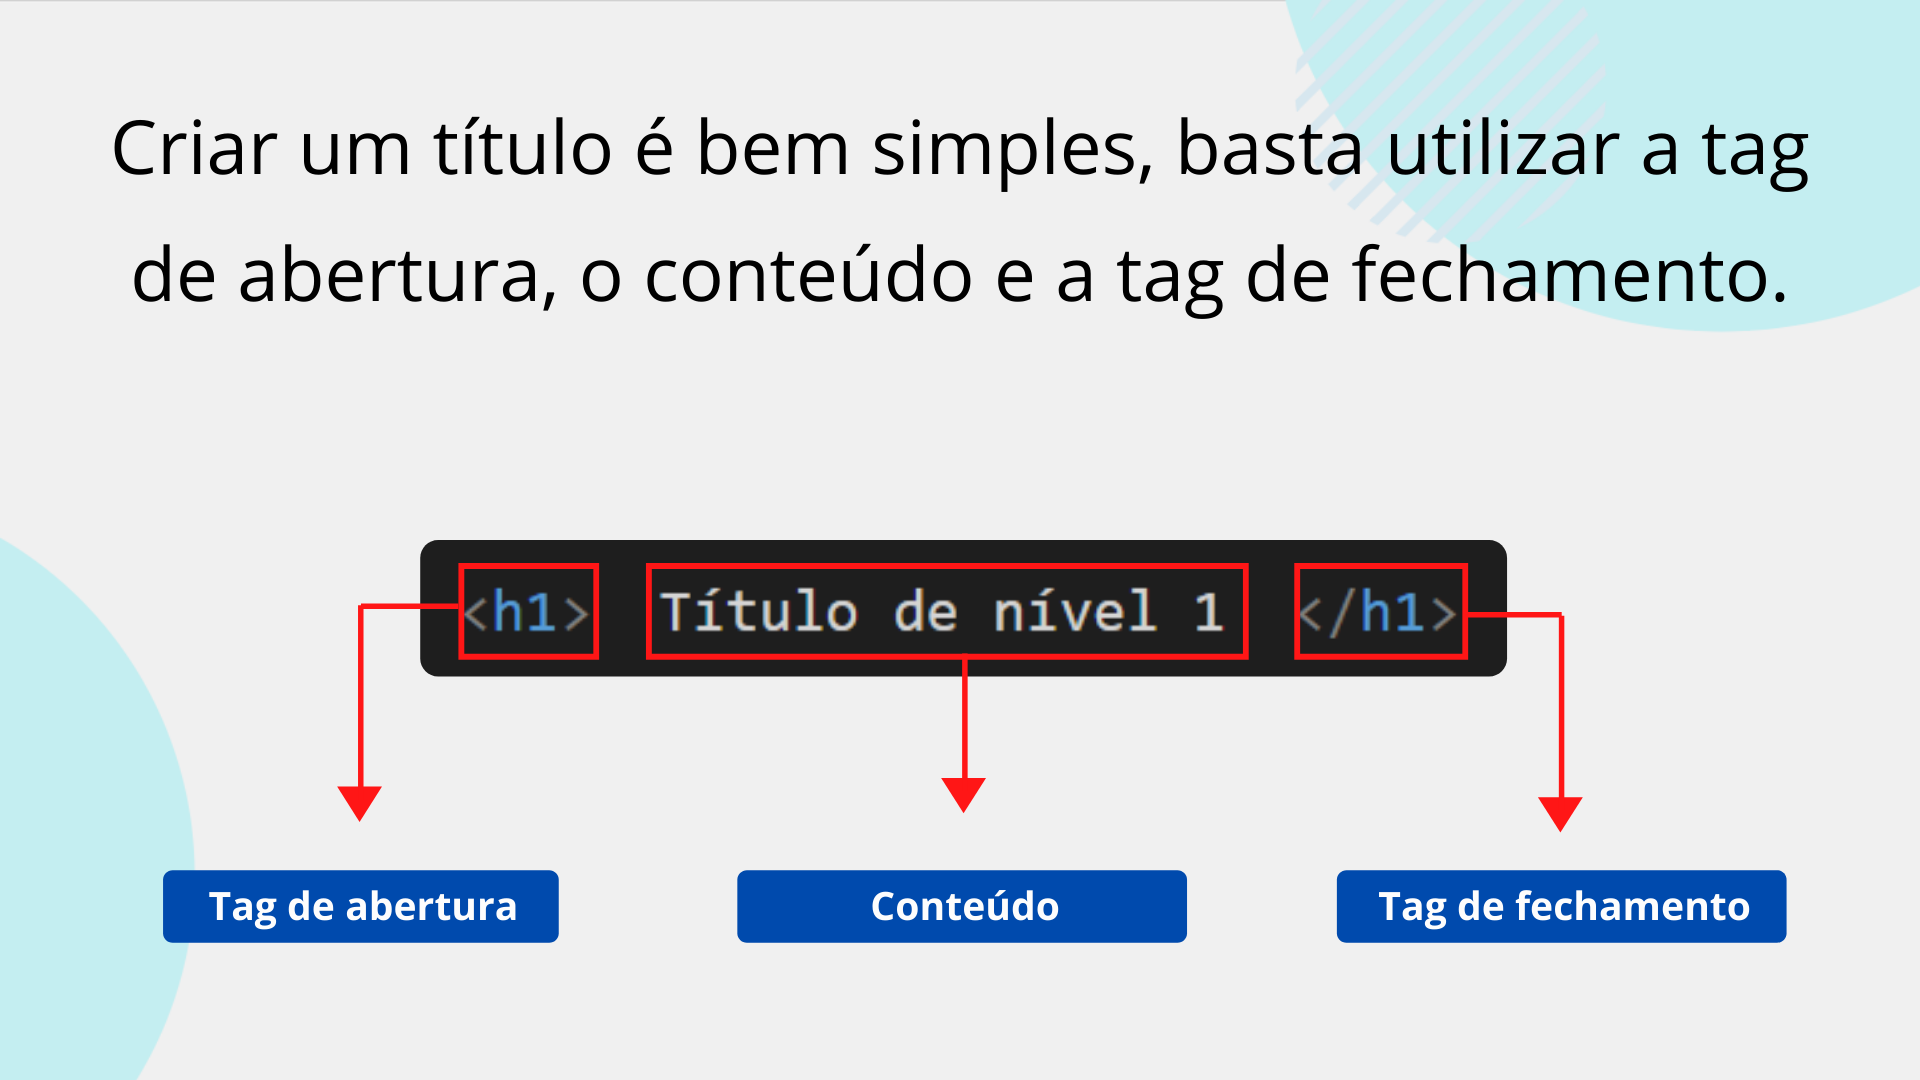 Criar um título é bem simples, basta utilizar a tag
de abertura, o conteúdo e a tag de fechamento.
<h1> Título de nível 1 </h1>
Tag de abertura Conteúdo Tag de fechamento